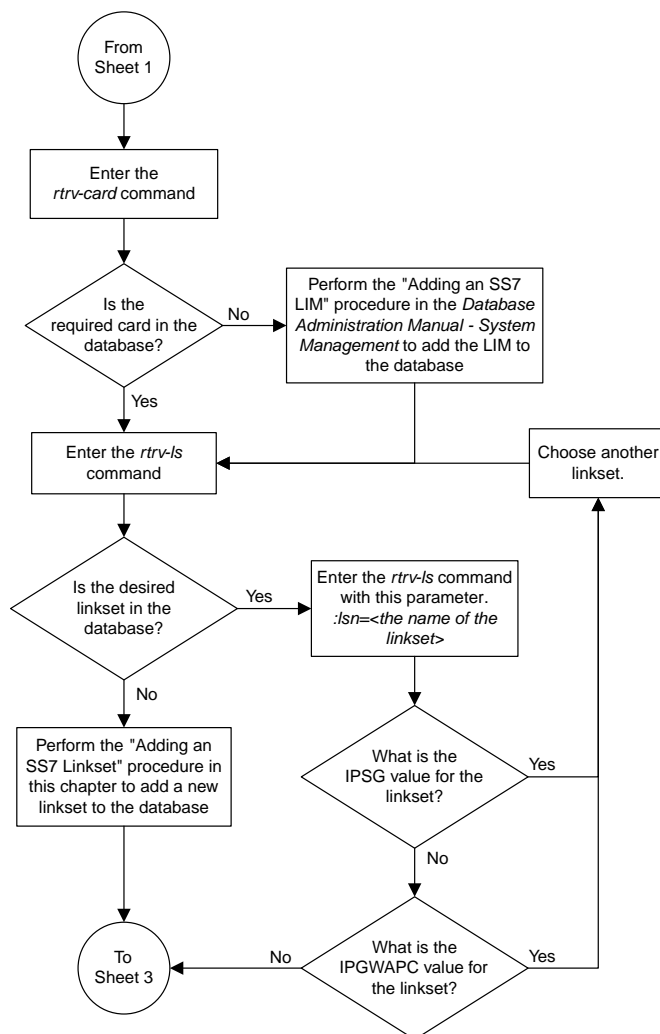 From
Sheet 1
Enter the
rtrv-card command
Is the
required card in the
database?
No
Yes
Perform the "Adding an SS7
LIM" procedure in the Database
Administration Manual - System
Management to add the LIM to
the database
Enter the rtrv-ls
command
Choose another
linkset.
Is the desired
linkset in the
database?
Yes
No
Enter the rtrv-ls command
with this parameter.
:lsn=<the name of the
linkset>
Perform the "Adding an
SS7 Linkset" procedure in
this chapter to add a new
linkset to the database
What is the
IPSG value for the
linkset?
Yes
No
To
Sheet 3
No
What is the
IPGWAPC value for
the linkset?
Yes